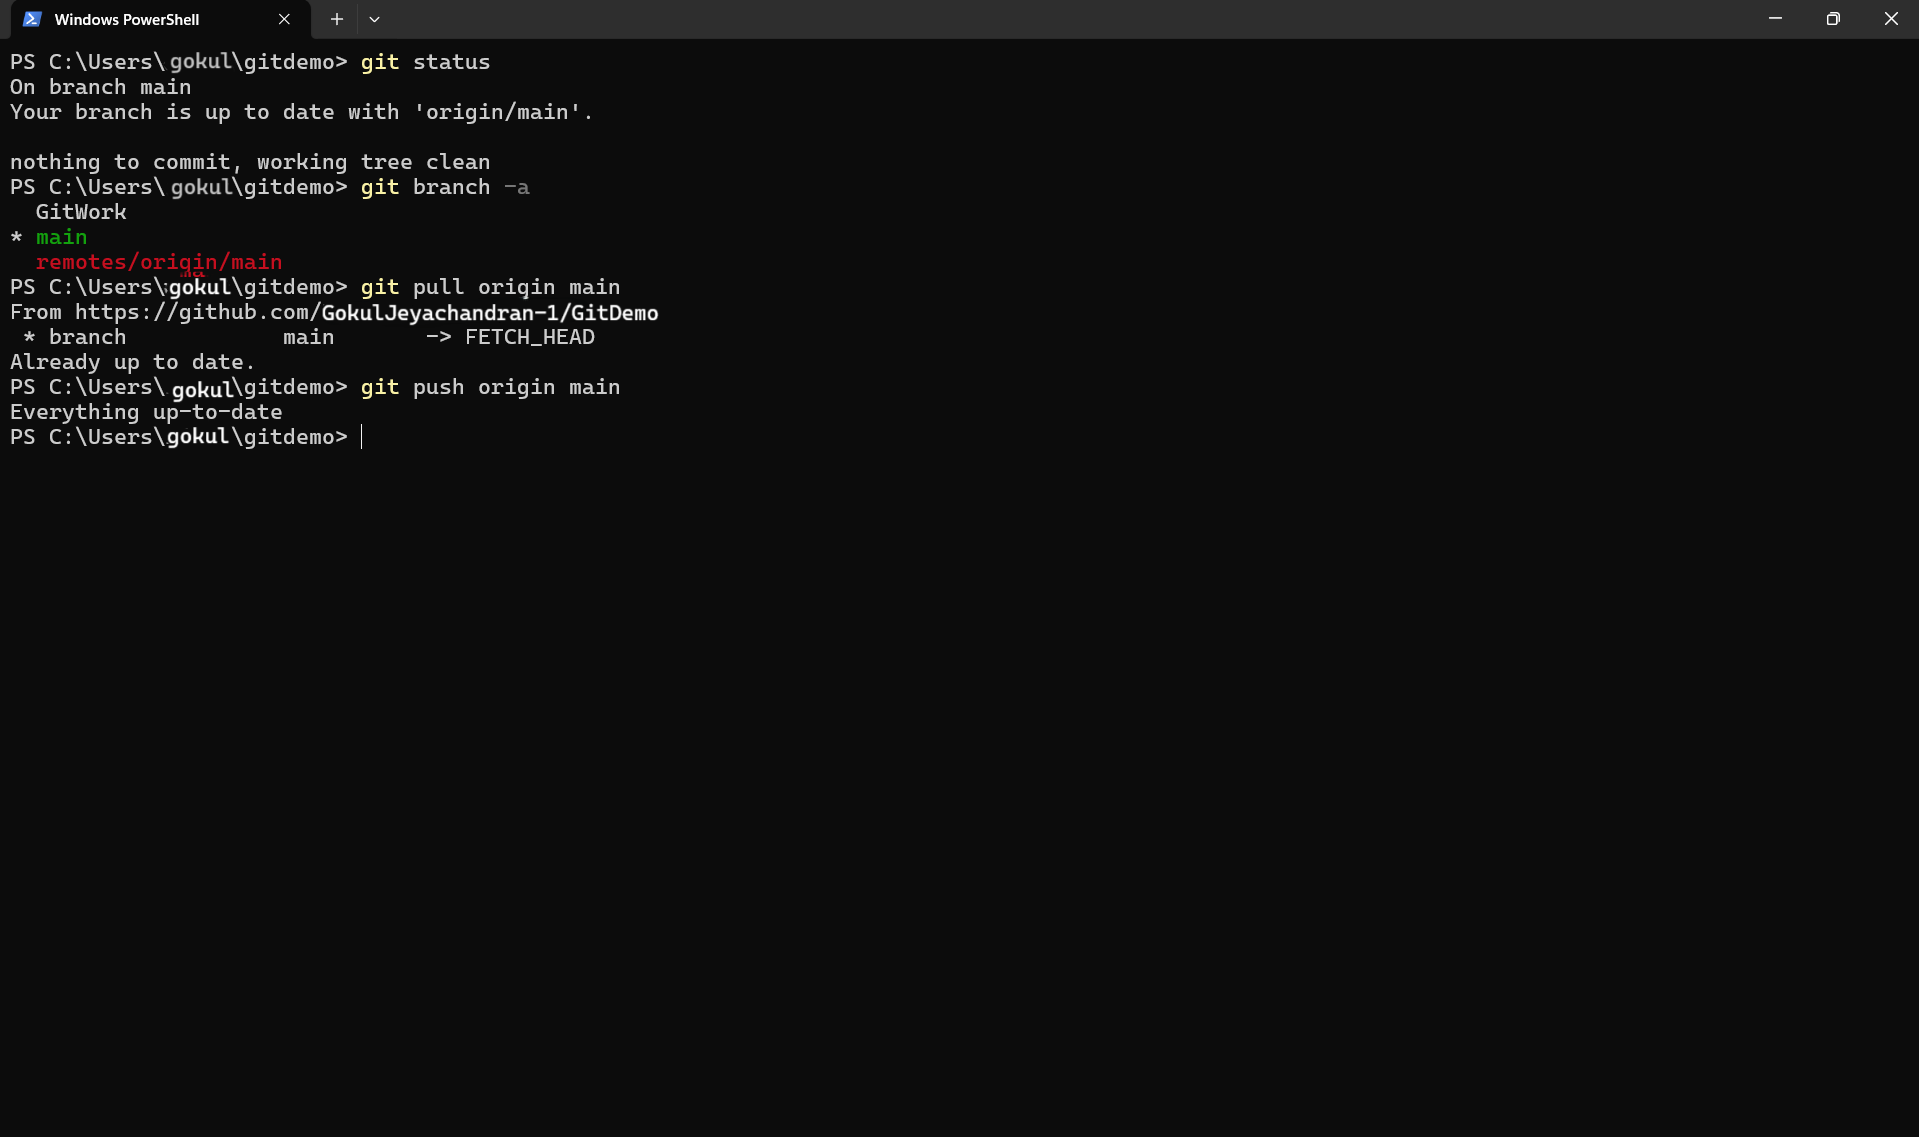 Windows PowerShell
PS C:\Users\gokul\gitdemo> git status
On branch main
Your branch is up to date with 'origin/main'.
nothing to commit, working tree clean
PS C:\Users\gokul\gitdemo> git branch -a
  GitWork
* main
  remotes/origin/main
PS C:\Users\gokul\gitdemo> git pull origin main
From https://github.com/GokulJeyachandran-1/GitDemo
 * branch            main       -> FETCH_HEAD
Already up to date.
PS C:\Users\gokul\gitdemo> git push origin main
Everything up-to-date
PS C:\Users\gokul\gitdemo>